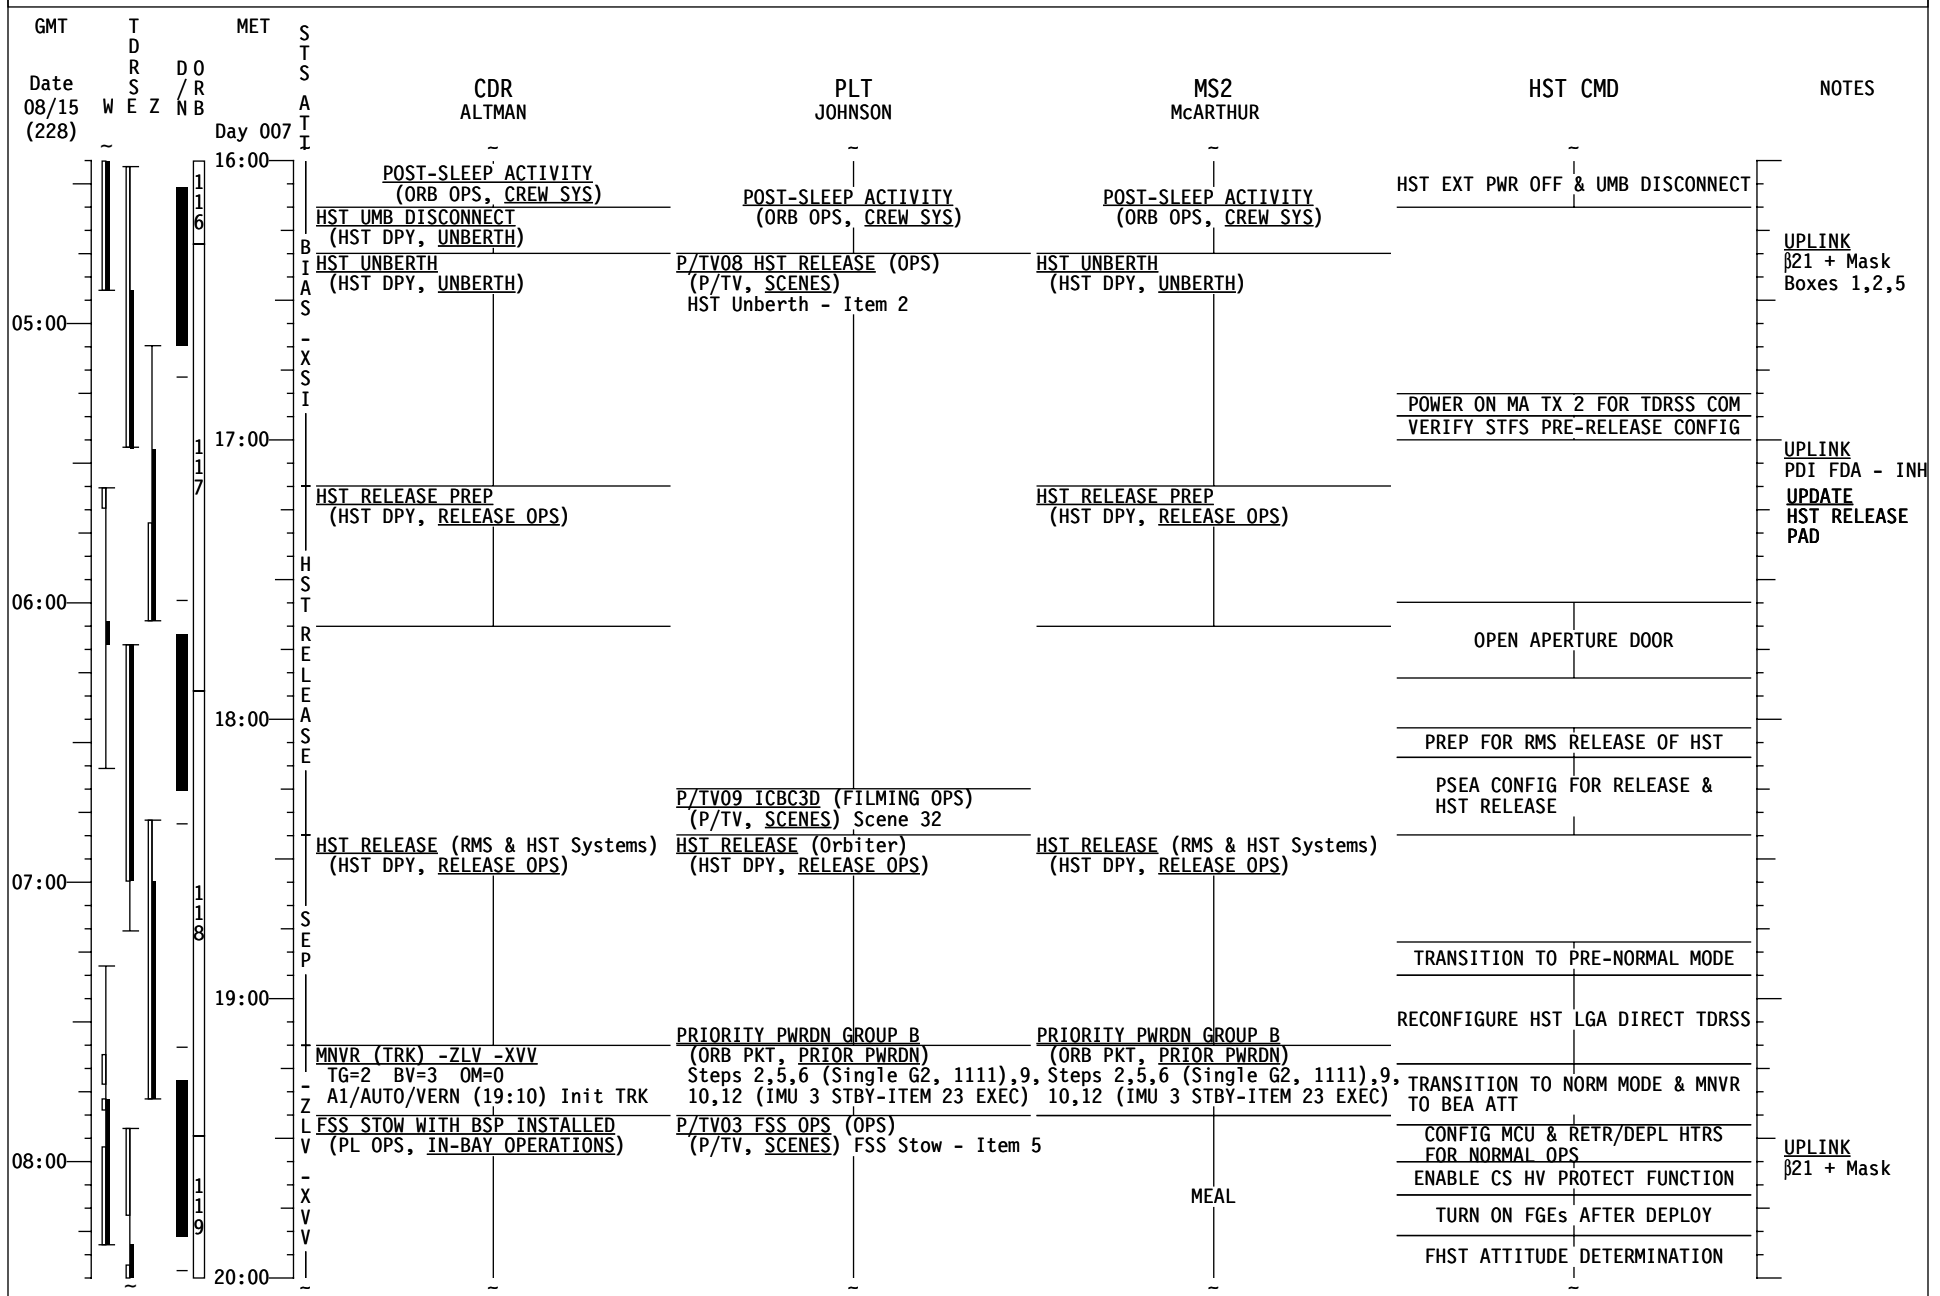 GMT
TDRS
MET
STS ATT
D/N
ORB
Date
08/15
(228)
W E Z
Day 007
CDR
ALTMAN
PLT
JOHNSON
MS2
McARTHUR
HST CMD
NOTES
~ ~ ~ ~ ~
05:00
06:00
07:00
08:00
~
116
117
118
119
16:00
17:00
18:00
19:00
20:00
BIAS -XSI
HST RELEASE
SEP
-ZLV -XVV
~
POST-SLEEP ACTIVITY
(ORB OPS, CREW SYS)
HST UMB DISCONNECT
(HST DPY, UNBERTH)
HST UNBERTH
(HST DPY, UNBERTH)
HST RELEASE PREP
(HST DPY, RELEASE OPS)
HST RELEASE (RMS & HST Systems)
(HST DPY, RELEASE OPS)
MNVR (TRK) -ZLV -XVV
TG=2 BV=3 OM=0
A1/AUTO/VERN (19:10) Init TRK
FSS STOW WITH BSP INSTALLED
(PL OPS, IN-BAY OPERATIONS)
~
POST-SLEEP ACTIVITY
(ORB OPS, CREW SYS)
P/TV08 HST RELEASE (OPS)
(P/TV, SCENES)
HST Unberth - Item 2
P/TV09 ICBC3D (FILMING OPS)
(P/TV, SCENES) Scene 32
HST RELEASE (Orbiter)
(HST DPY, RELEASE OPS)
PRIORITY PWRDN GROUP B
(ORB PKT, PRIOR PWRDN)
Steps 2,5,6 (Single G2, 1111),9,
10,12 (IMU 3 STBY-ITEM 23 EXEC)
P/TV03 FSS OPS (OPS)
(P/TV, SCENES) FSS Stow - Item 5
~
POST-SLEEP ACTIVITY
(ORB OPS, CREW SYS)
HST UNBERTH
(HST DPY, UNBERTH)
HST RELEASE PREP
(HST DPY, RELEASE OPS)
HST RELEASE (RMS & HST Systems)
(HST DPY, RELEASE OPS)
PRIORITY PWRDN GROUP B
(ORB PKT, PRIOR PWRDN)
Steps 2,5,6 (Single G2, 1111),9,
10,12 (IMU 3 STBY-ITEM 23 EXEC)
MEAL
~
HST EXT PWR OFF & UMB DISCONNECT
POWER ON MA TX 2 FOR TDRSS COM
VERIFY STFS PRE-RELEASE CONFIG
OPEN APERTURE DOOR
PREP FOR RMS RELEASE OF HST
PSEA CONFIG FOR RELEASE &
HST RELEASE
TRANSITION TO PRE-NORMAL MODE
RECONFIGURE HST LGA DIRECT TDRSS
TRANSITION TO NORM MODE & MNVR
TO BEA ATT
CONFIG MCU & RETR/DEPL HTRS
FOR NORMAL OPS
ENABLE CS HV PROTECT FUNCTION
TURN ON FGEs AFTER DEPLOY
FHST ATTITUDE DETERMINATION
~
UPLINK
β21 + Mask
Boxes 1,2,5
UPLINK
PDI FDA - INH
UPDATE
HST RELEASE
PAD
UPLINK
β21 + Mask